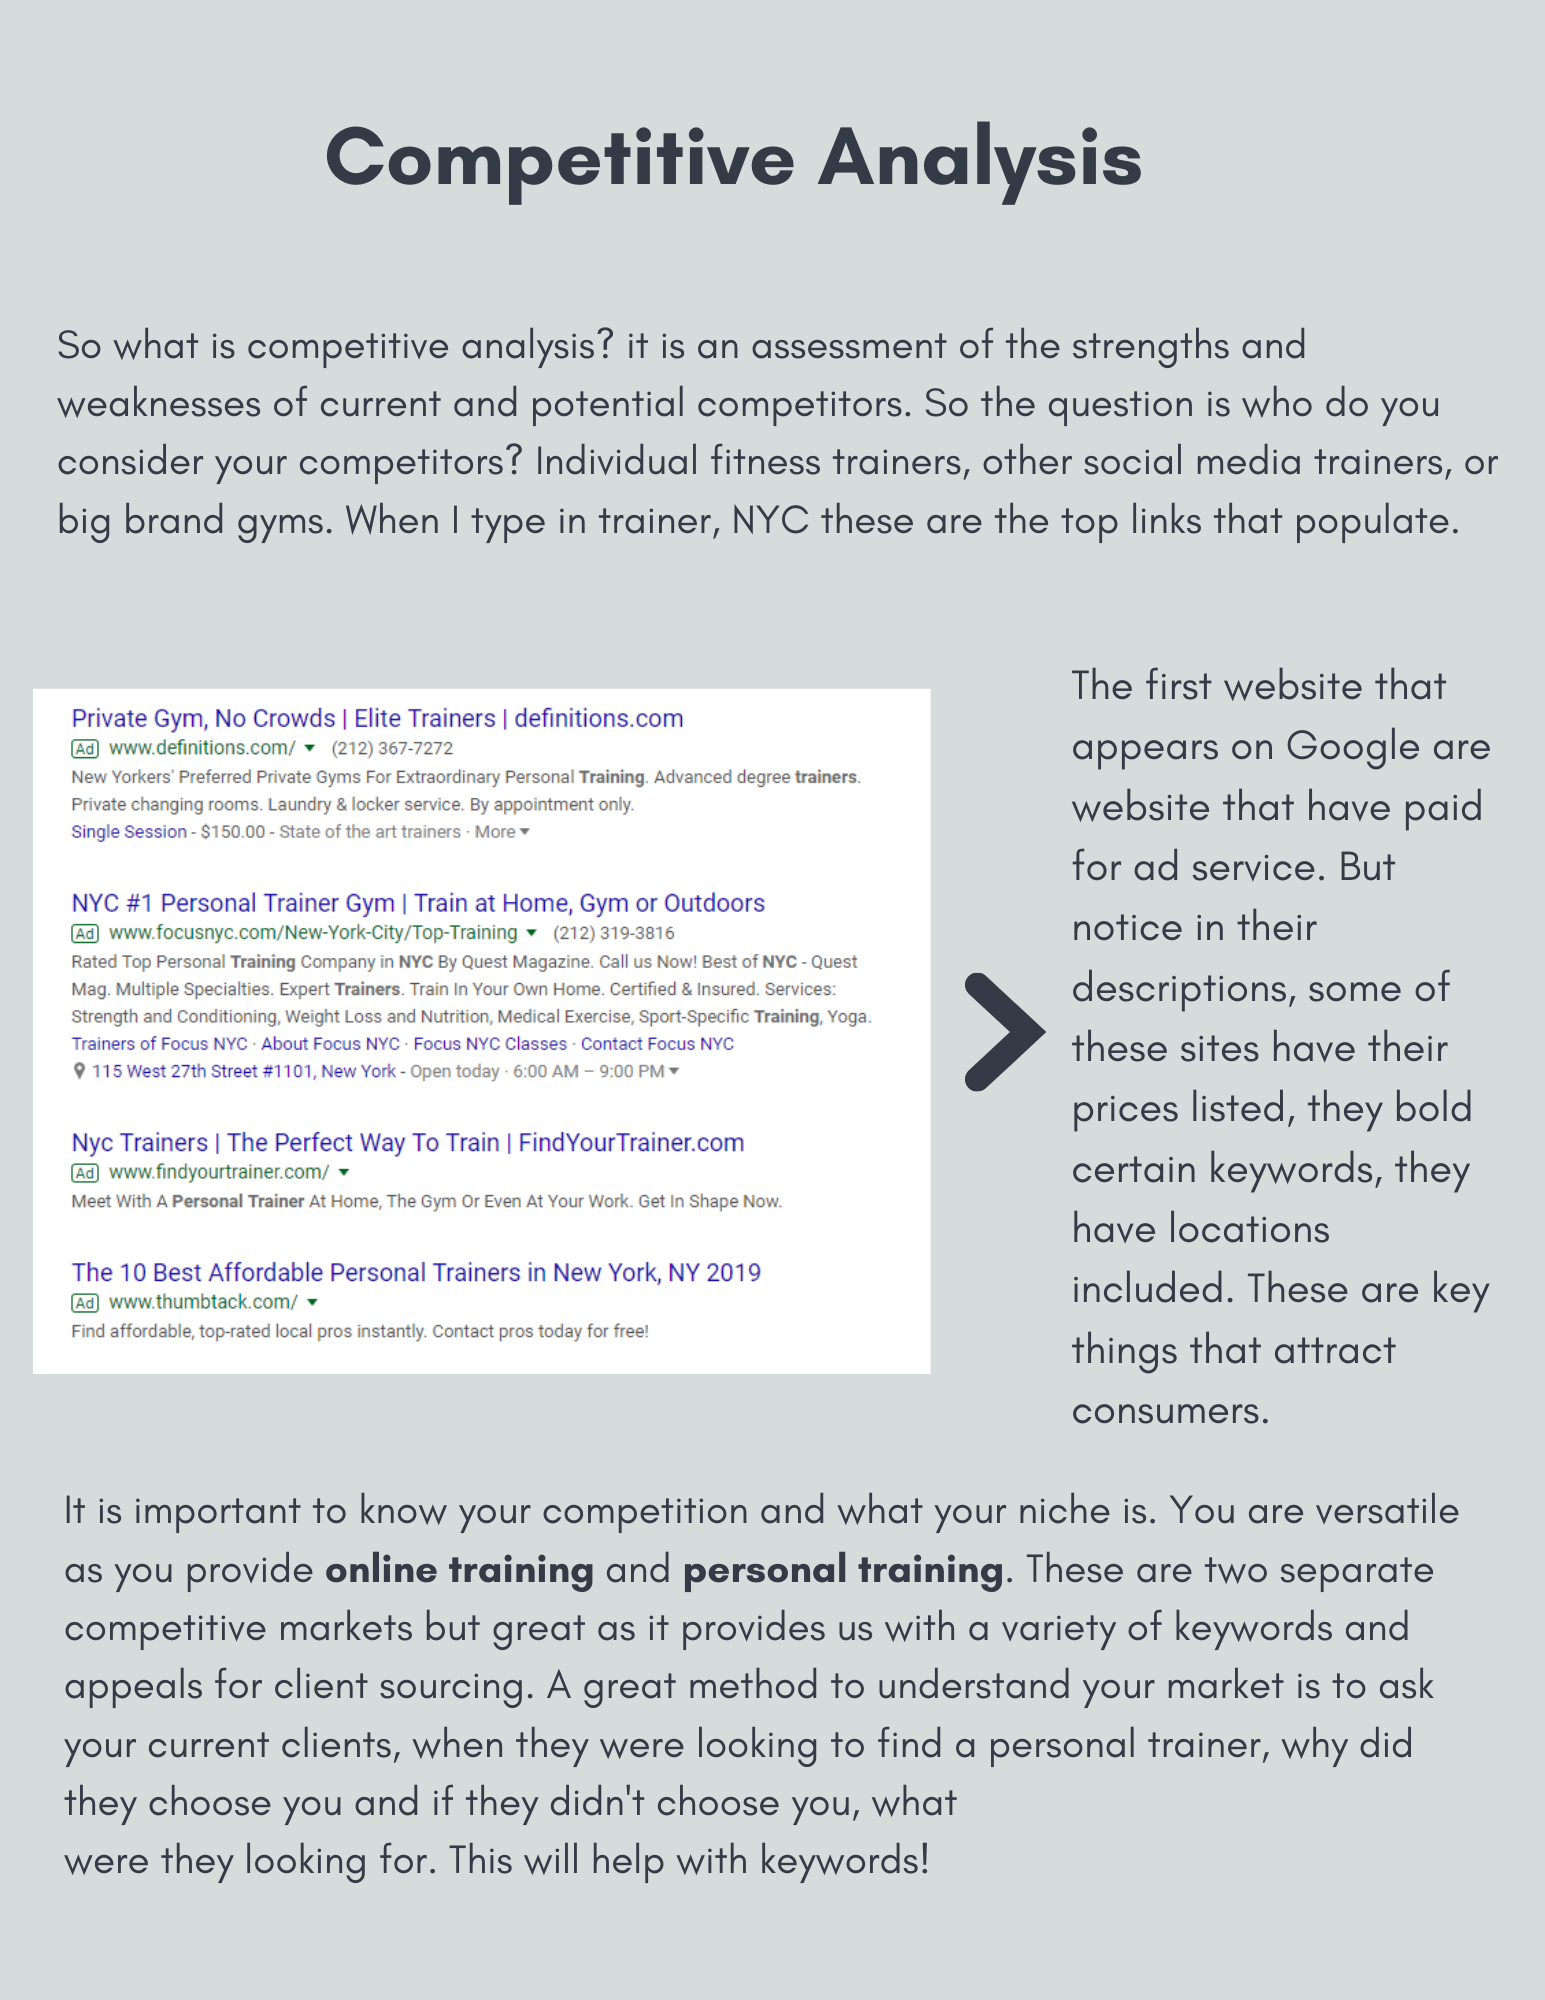 Competitive Analysis
So what is competitive analysis? it is an assessment of the strengths and
weaknesses of current and potential competitors. So the question is who do you
consider your competitors? Individual fitness trainers, other social media trainers, or
big brand gyms. When I type in trainer, NYC these are the top links that populate.
Private Gym, No Crowds | Elite Trainers | definitions.com
Ad www.definitions.com/ ▼ (212) 367-7272
New Yorkers' Preferred Private Gyms For Extraordinary Personal Training. Advanced degree trainers.
Private changing rooms. Laundry & locker service. By appointment only.
Single Session - $150.00 - State of the art trainers · More ▼
NYC #1 Personal Trainer Gym | Train at Home, Gym or Outdoors
Ad www.focusnyc.com/New-York-City/Top-Training ▼ (212) 319-3816
Rated Top Personal Training Company in NYC By Quest Magazine. Call us Now! Best of NYC - Quest
Mag. Multiple Specialties. Expert Trainers. Train In Your Own Home. Certified & Insured. Services:
Strength and Conditioning, Weight Loss and Nutrition, Medical Exercise, Sport-Specific Training, Yoga.
Trainers of Focus NYC · About Focus NYC · Focus NYC Classes · Contact Focus NYC
115 West 27th Street #1101, New York - Open today · 6:00 AM – 9:00 PM ▼
Nyc Trainers | The Perfect Way To Train | FindYourTrainer.com
Ad www.findyourtrainer.com/ ▼
Meet With A Personal Trainer At Home, The Gym Or Even At Your Work. Get In Shape Now.
The 10 Best Affordable Personal Trainers in New York, NY 2019
Ad www.thumbtack.com/ ▼
Find affordable, top-rated local pros instantly. Contact pros today for free!
The first website that
appears on Google are
website that have paid
for ad service. But
notice in their
descriptions, some of
these sites have their
prices listed, they bold
certain keywords, they
have locations
included. These are key
things that attract
consumers.
It is important to know your competition and what your niche is. You are versatile
as you provide online training and personal training. These are two separate
competitive markets but great as it provides us with a variety of keywords and
appeals for client sourcing. A great method to understand your market is to ask
your current clients, when they were looking to find a personal trainer, why did
they choose you and if they didn't choose you, what
were they looking for. This will help with keywords!